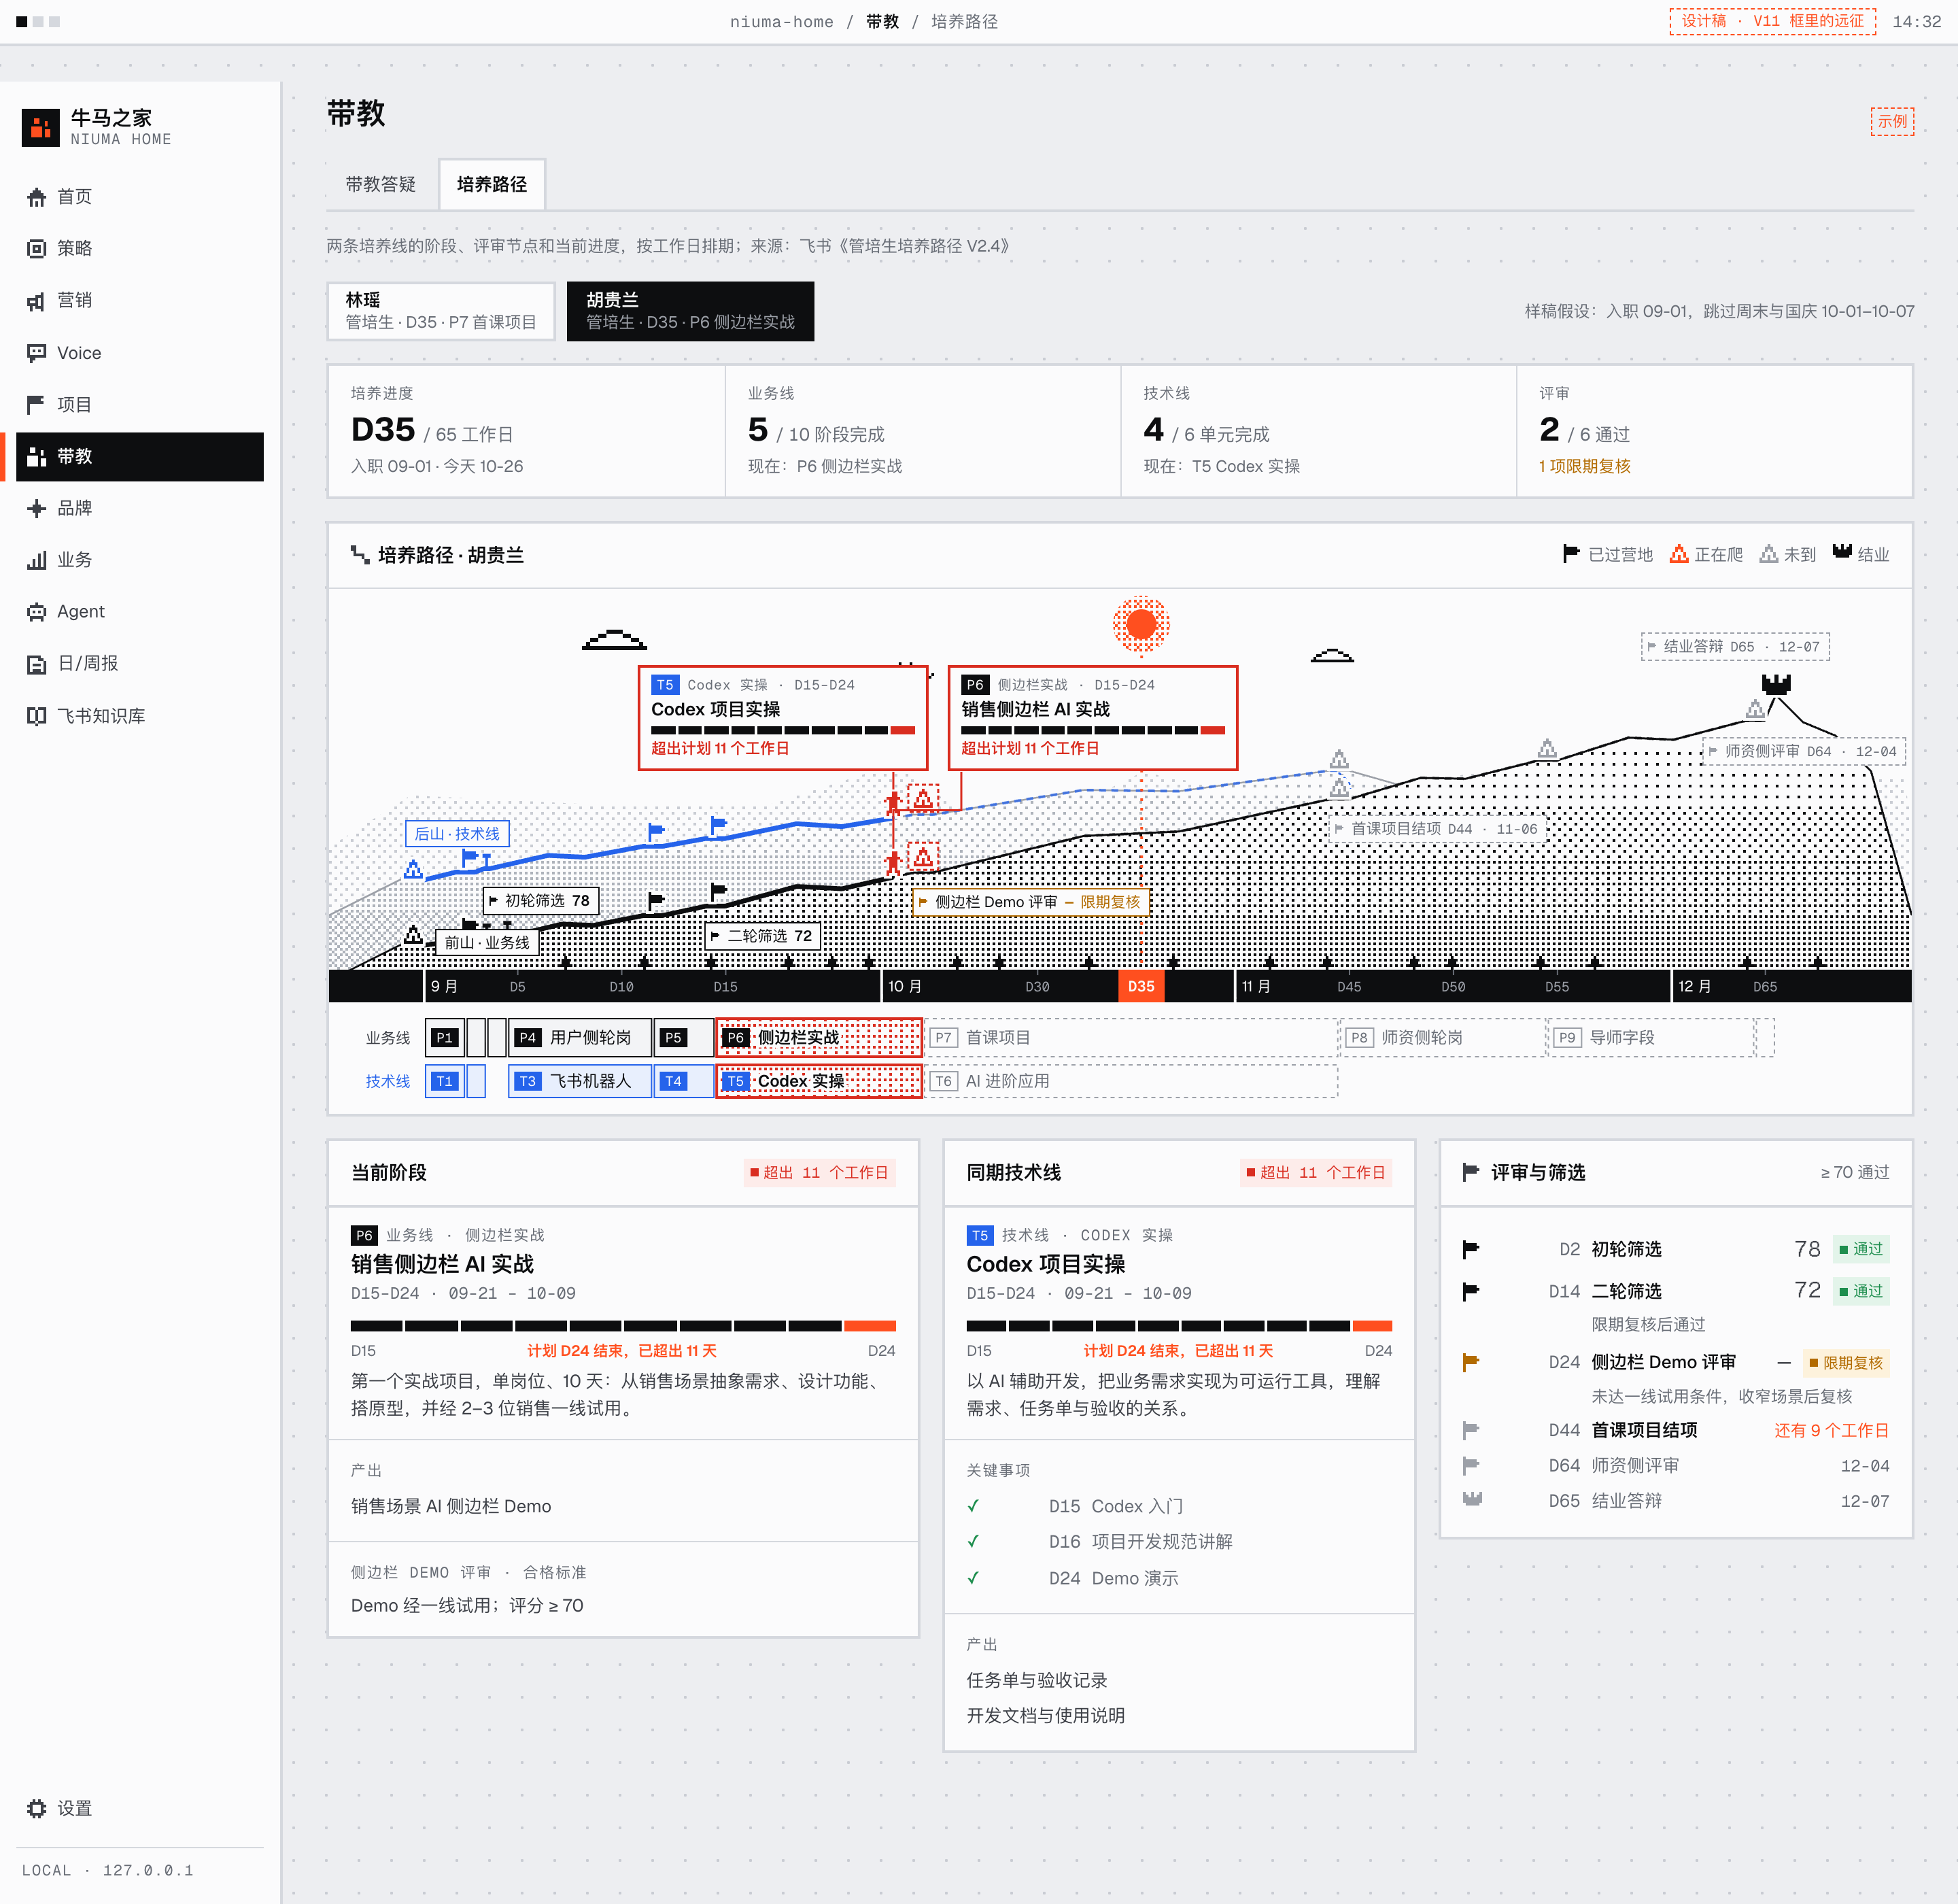 niuma-home / 带教 / 培养路径
设计稿 · V11 框里的远征
14:32
牛马之家
NIUMA HOME
首页
策略
营销
Voice
项目
带教
品牌
业务
Agent
日/周报
飞书知识库
设置
LOCAL · 127.0.0.1
带教
示例
带教答疑
培养路径
两条培养线的阶段、评审节点和当前进度，按工作日排期；来源：飞书《管培生培养路径 V2.4》
林瑶
管培生 · D35 · P7 首课项目
胡贵兰
管培生 · D35 · P6 侧边栏实战
样稿假设：入职 09-01，跳过周末与国庆 10-01–10-07
培养进度
D35 / 65 工作日
入职 09-01 · 今天 10-26
业务线
5 / 10 阶段完成
现在：P6 侧边栏实战
技术线
4 / 6 单元完成
现在：T5 Codex 实操
评审
2 / 6 通过
1 项限期复核
培养路径 · 胡贵兰
已过营地
正在爬
未到
结业
结业答辩 D65 · 12-07
T5 Codex 实操 · D15–D24
Codex 项目实操
超出计划 11 个工作日
P6 侧边栏实战 · D15–D24
销售侧边栏 AI 实战
超出计划 11 个工作日
师资侧评审 D64 · 12-04
后山 · 技术线
首课项目结项 D44 · 11-06
初轮筛选 78
侧边栏 Demo 评审 – 限期复核
前山 · 业务线
二轮筛选 72
9 月 D5 D10 D15 10 月 D30 D35 11 月 D45 D50 D55 12 月 D65
业务线 P1 P4 用户侧轮岗 P5 P6 侧边栏实战 P7 首课项目 P8 师资侧轮岗 P9 导师字段
技术线 T1 T3 飞书机器人 T4 T5 Codex 实操 T6 AI 进阶应用
当前阶段
超出 11 个工作日
P6 业务线 · 侧边栏实战
销售侧边栏 AI 实战
D15–D24 · 09-21 – 10-09
D15 计划 D24 结束，已超出 11 天 D24
第一个实战项目，单岗位、10 天：从销售场景抽象需求、设计功能、
搭原型，并经 2–3 位销售一线试用。
产出
销售场景 AI 侧边栏 Demo
侧边栏 DEMO 评审 · 合格标准
Demo 经一线试用；评分 ≥ 70
同期技术线
超出 11 个工作日
T5 技术线 · CODEX 实操
Codex 项目实操
D15–D24 · 09-21 – 10-09
D15 计划 D24 结束，已超出 11 天 D24
以 AI 辅助开发，把业务需求实现为可运行工具，理解
需求、任务单与验收的关系。
关键事项
✓ D15 Codex 入门
✓ D16 项目开发规范讲解
✓ D24 Demo 演示
产出
任务单与验收记录
开发文档与使用说明
评审与筛选
≥ 70 通过
D2 初轮筛选 78 通过
D14 二轮筛选 72 通过
限期复核后通过
D24 侧边栏 Demo 评审 — 限期复核
未达一线试用条件，收窄场景后复核
D44 首课项目结项 还有 9 个工作日
D64 师资侧评审 12-04
D65 结业答辩 12-07